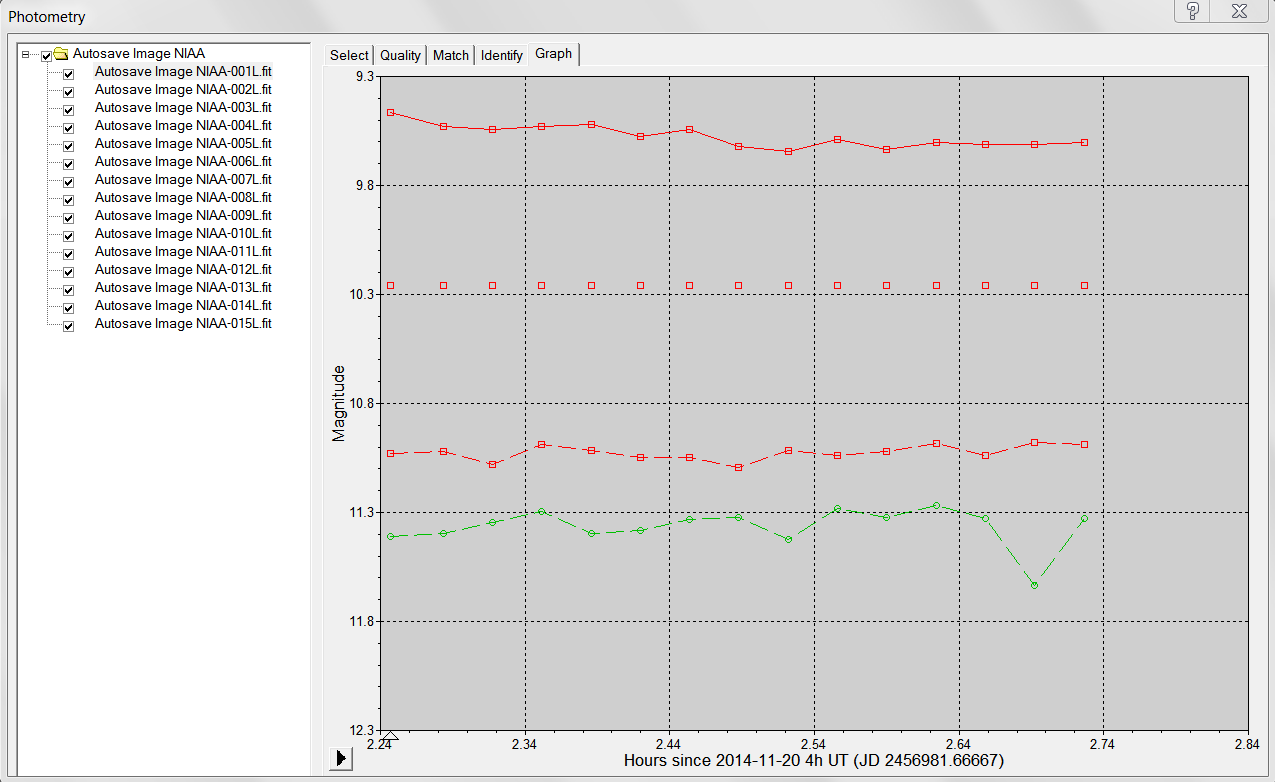 Photometry
Autosave Image NIAA
Autosave Image NIAA-001L.fit
Autosave Image NIAA-002L.fit
Autosave Image NIAA-003L.fit
Autosave Image NIAA-004L.fit
Autosave Image NIAA-005L.fit
Autosave Image NIAA-006L.fit
Autosave Image NIAA-007L.fit
Autosave Image NIAA-008L.fit
Autosave Image NIAA-009L.fit
Autosave Image NIAA-010L.fit
Autosave Image NIAA-011L.fit
Autosave Image NIAA-012L.fit
Autosave Image NIAA-013L.fit
Autosave Image NIAA-014L.fit
Autosave Image NIAA-015L.fit
Select Quality Match Identify Graph
9.3
9.8
10.3
10.8
11.3
11.8
12.3
Magnitude
2.24 2.34 2.44 2.54 2.64 2.74 2.84
Hours since 2014-11-20 4h UT (JD 2456981.66667)